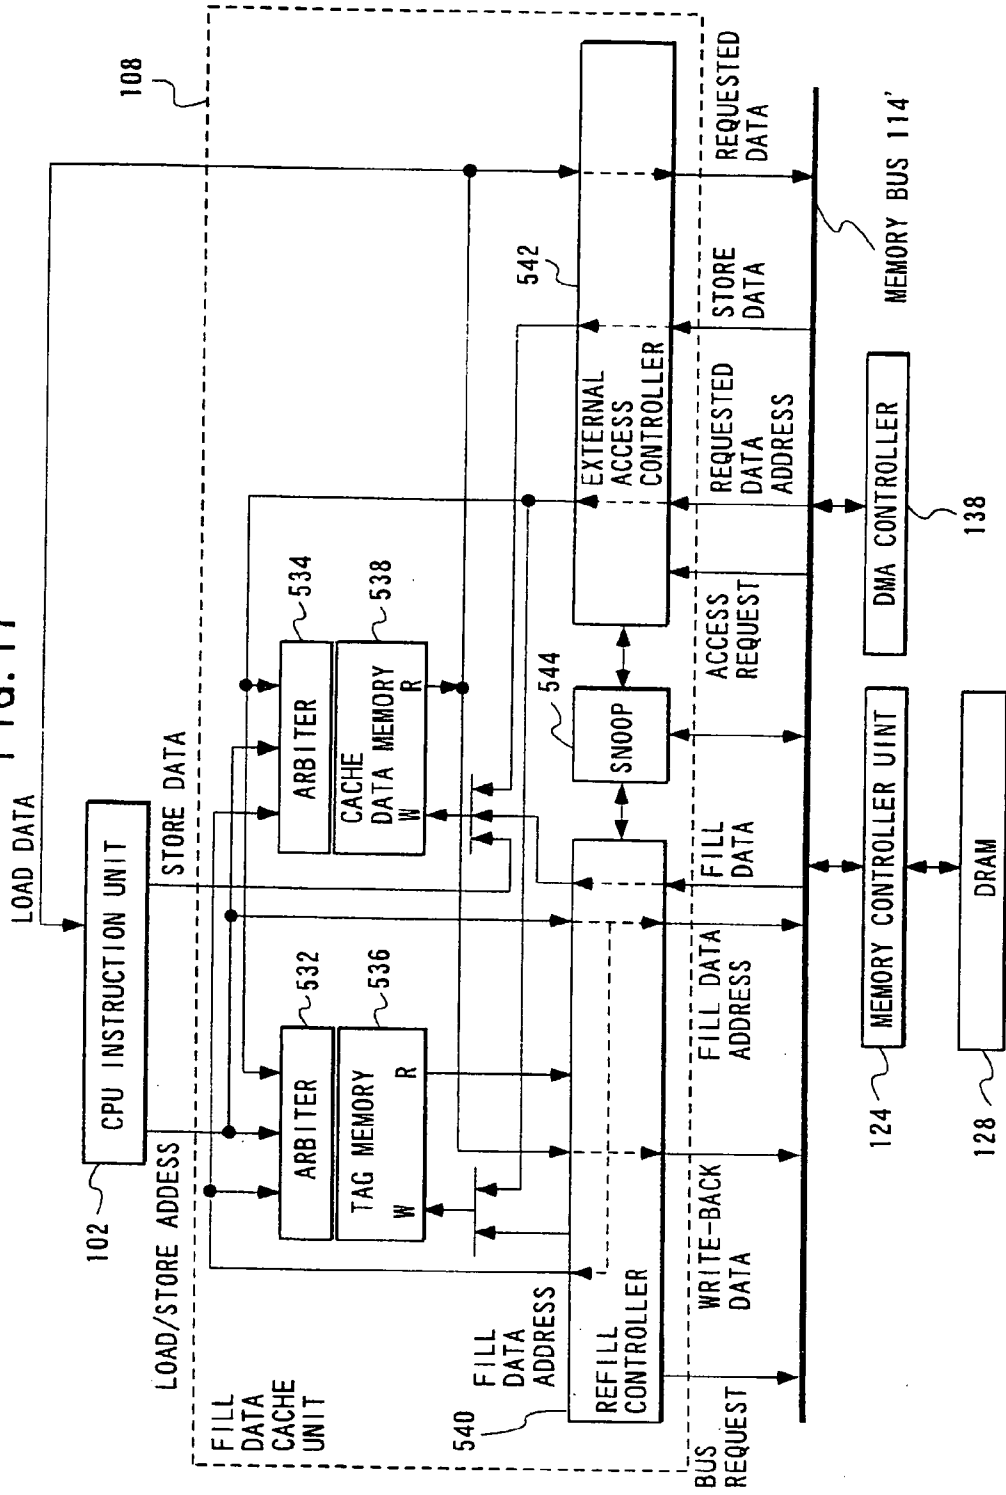 FIG. 17
LOAD DATA
CPU INSTRUCTION UNIT
102
LOAD/STORE ADDESS
STORE DATA
108
FILL
DATA
CACHE
UNIT
ARBITER
532
TAG MEMORY
536
W
R
ARBITER
534
CACHE
DATA MEMORY
538
W
R
FILL
DATA
ADDRESS
540
REFILL
CONTROLLER
SNOOP
544
EXTERNAL
ACCESS
CONTROLLER
542
BUS
REQUEST
WRITE-BACK
DATA
FILL DATA
ADDRESS
FILL
DATA
ACCESS
REQUEST
REQUESTED
DATA
ADDRESS
STORE
DATA
REQUESTED
DATA
MEMORY BUS 114'
MEMORY CONTROLLER UINT
124
DMA CONTROLLER
138
DRAM
128